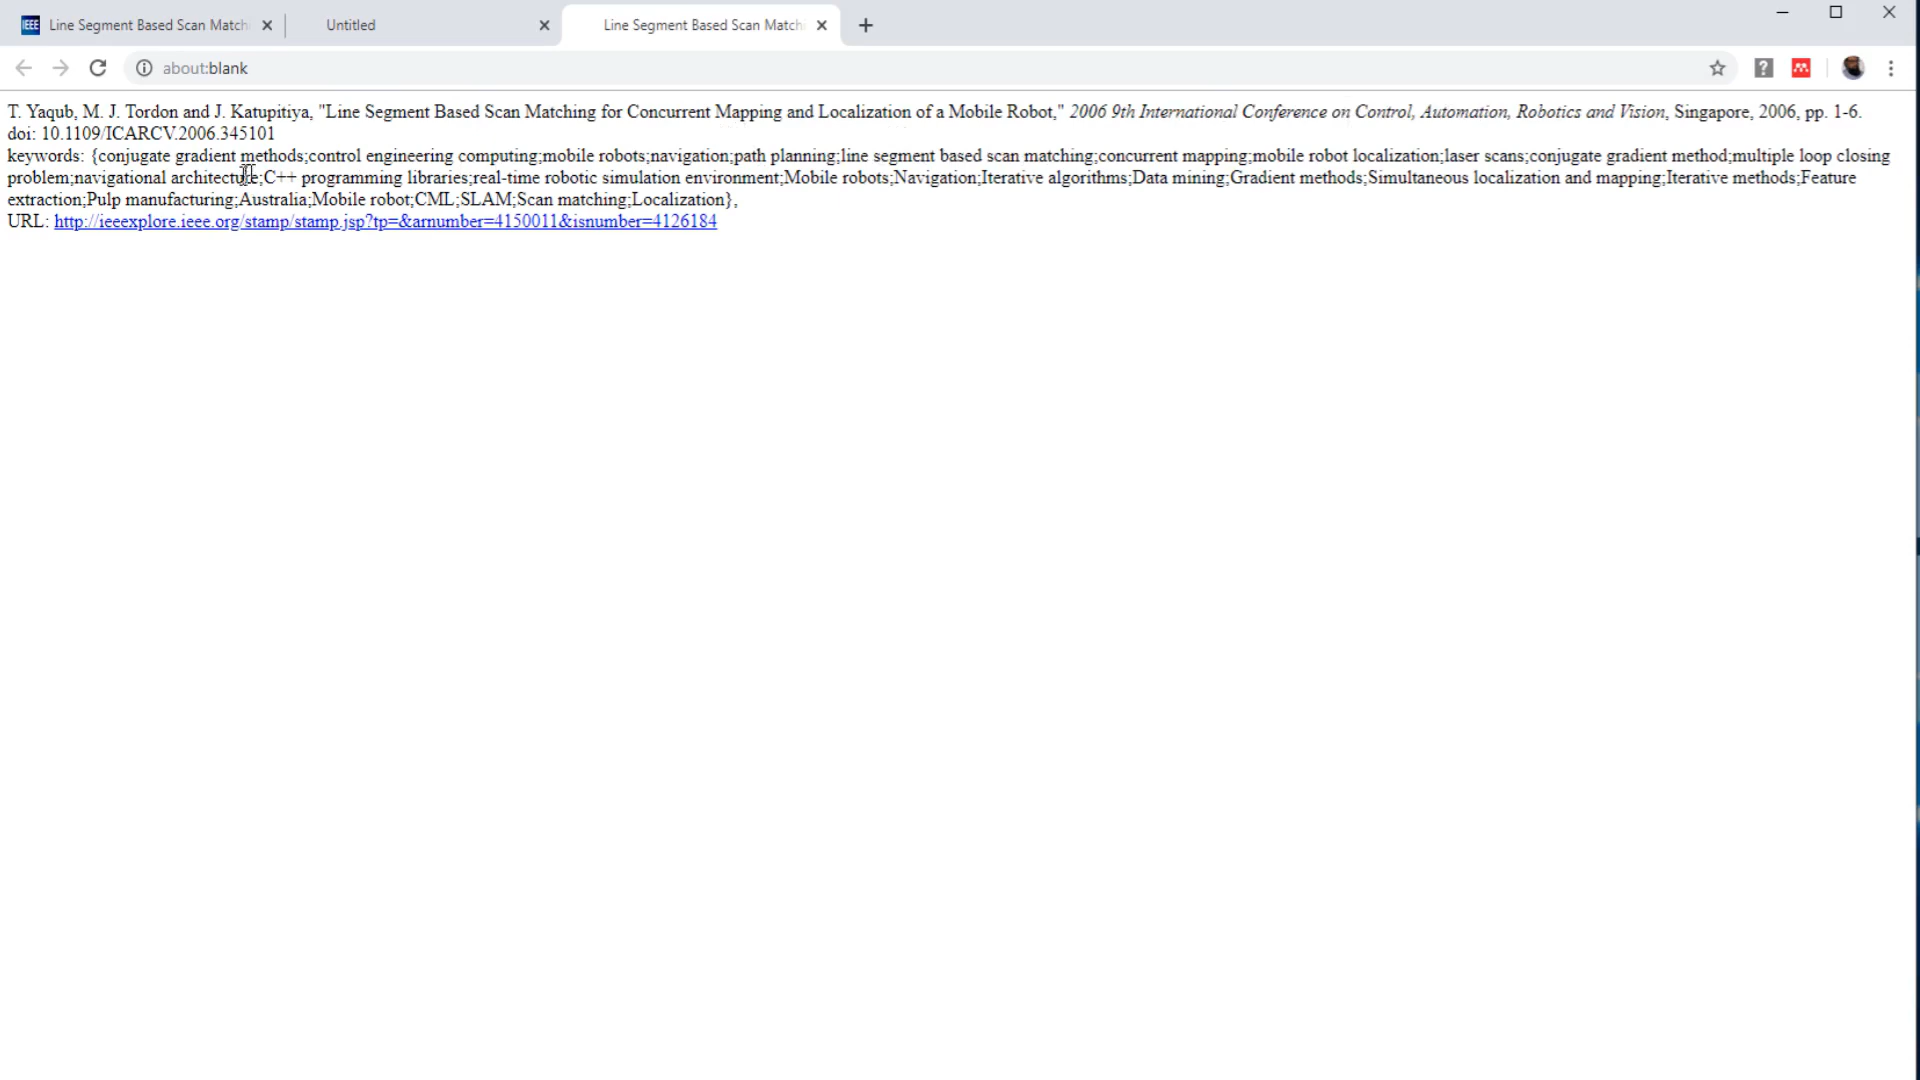 Line Segment Based Scan Match
Untitled
Line Segment Based Scan Match
about:blank
T. Yaqub, M. J. Tordon and J. Katupitiya, "Line Segment Based Scan Matching for Concurrent Mapping and Localization of a Mobile Robot," 2006 9th International Conference on Control, Automation, Robotics and Vision, Singapore, 2006, pp. 1-6.
doi: 10.1109/ICARCV.2006.345101
keywords: {conjugate gradient methods;control engineering computing;mobile robots;navigation;path planning;line segment based scan matching;concurrent mapping;mobile robot localization;laser scans;conjugate gradient method;multiple loop closing
problem;navigational architecture;C++ programming libraries;real-time robotic simulation environment;Mobile robots;Navigation;Iterative algorithms;Data mining;Gradient methods;Simultaneous localization and mapping;Iterative methods;Feature
extraction;Pulp manufacturing;Australia;Mobile robot;CML;SLAM;Scan matching;Localization},
URL: http://ieeexplore.ieee.org/stamp/stamp.jsp?tp=&arnumber=4150011&isnumber=4126184